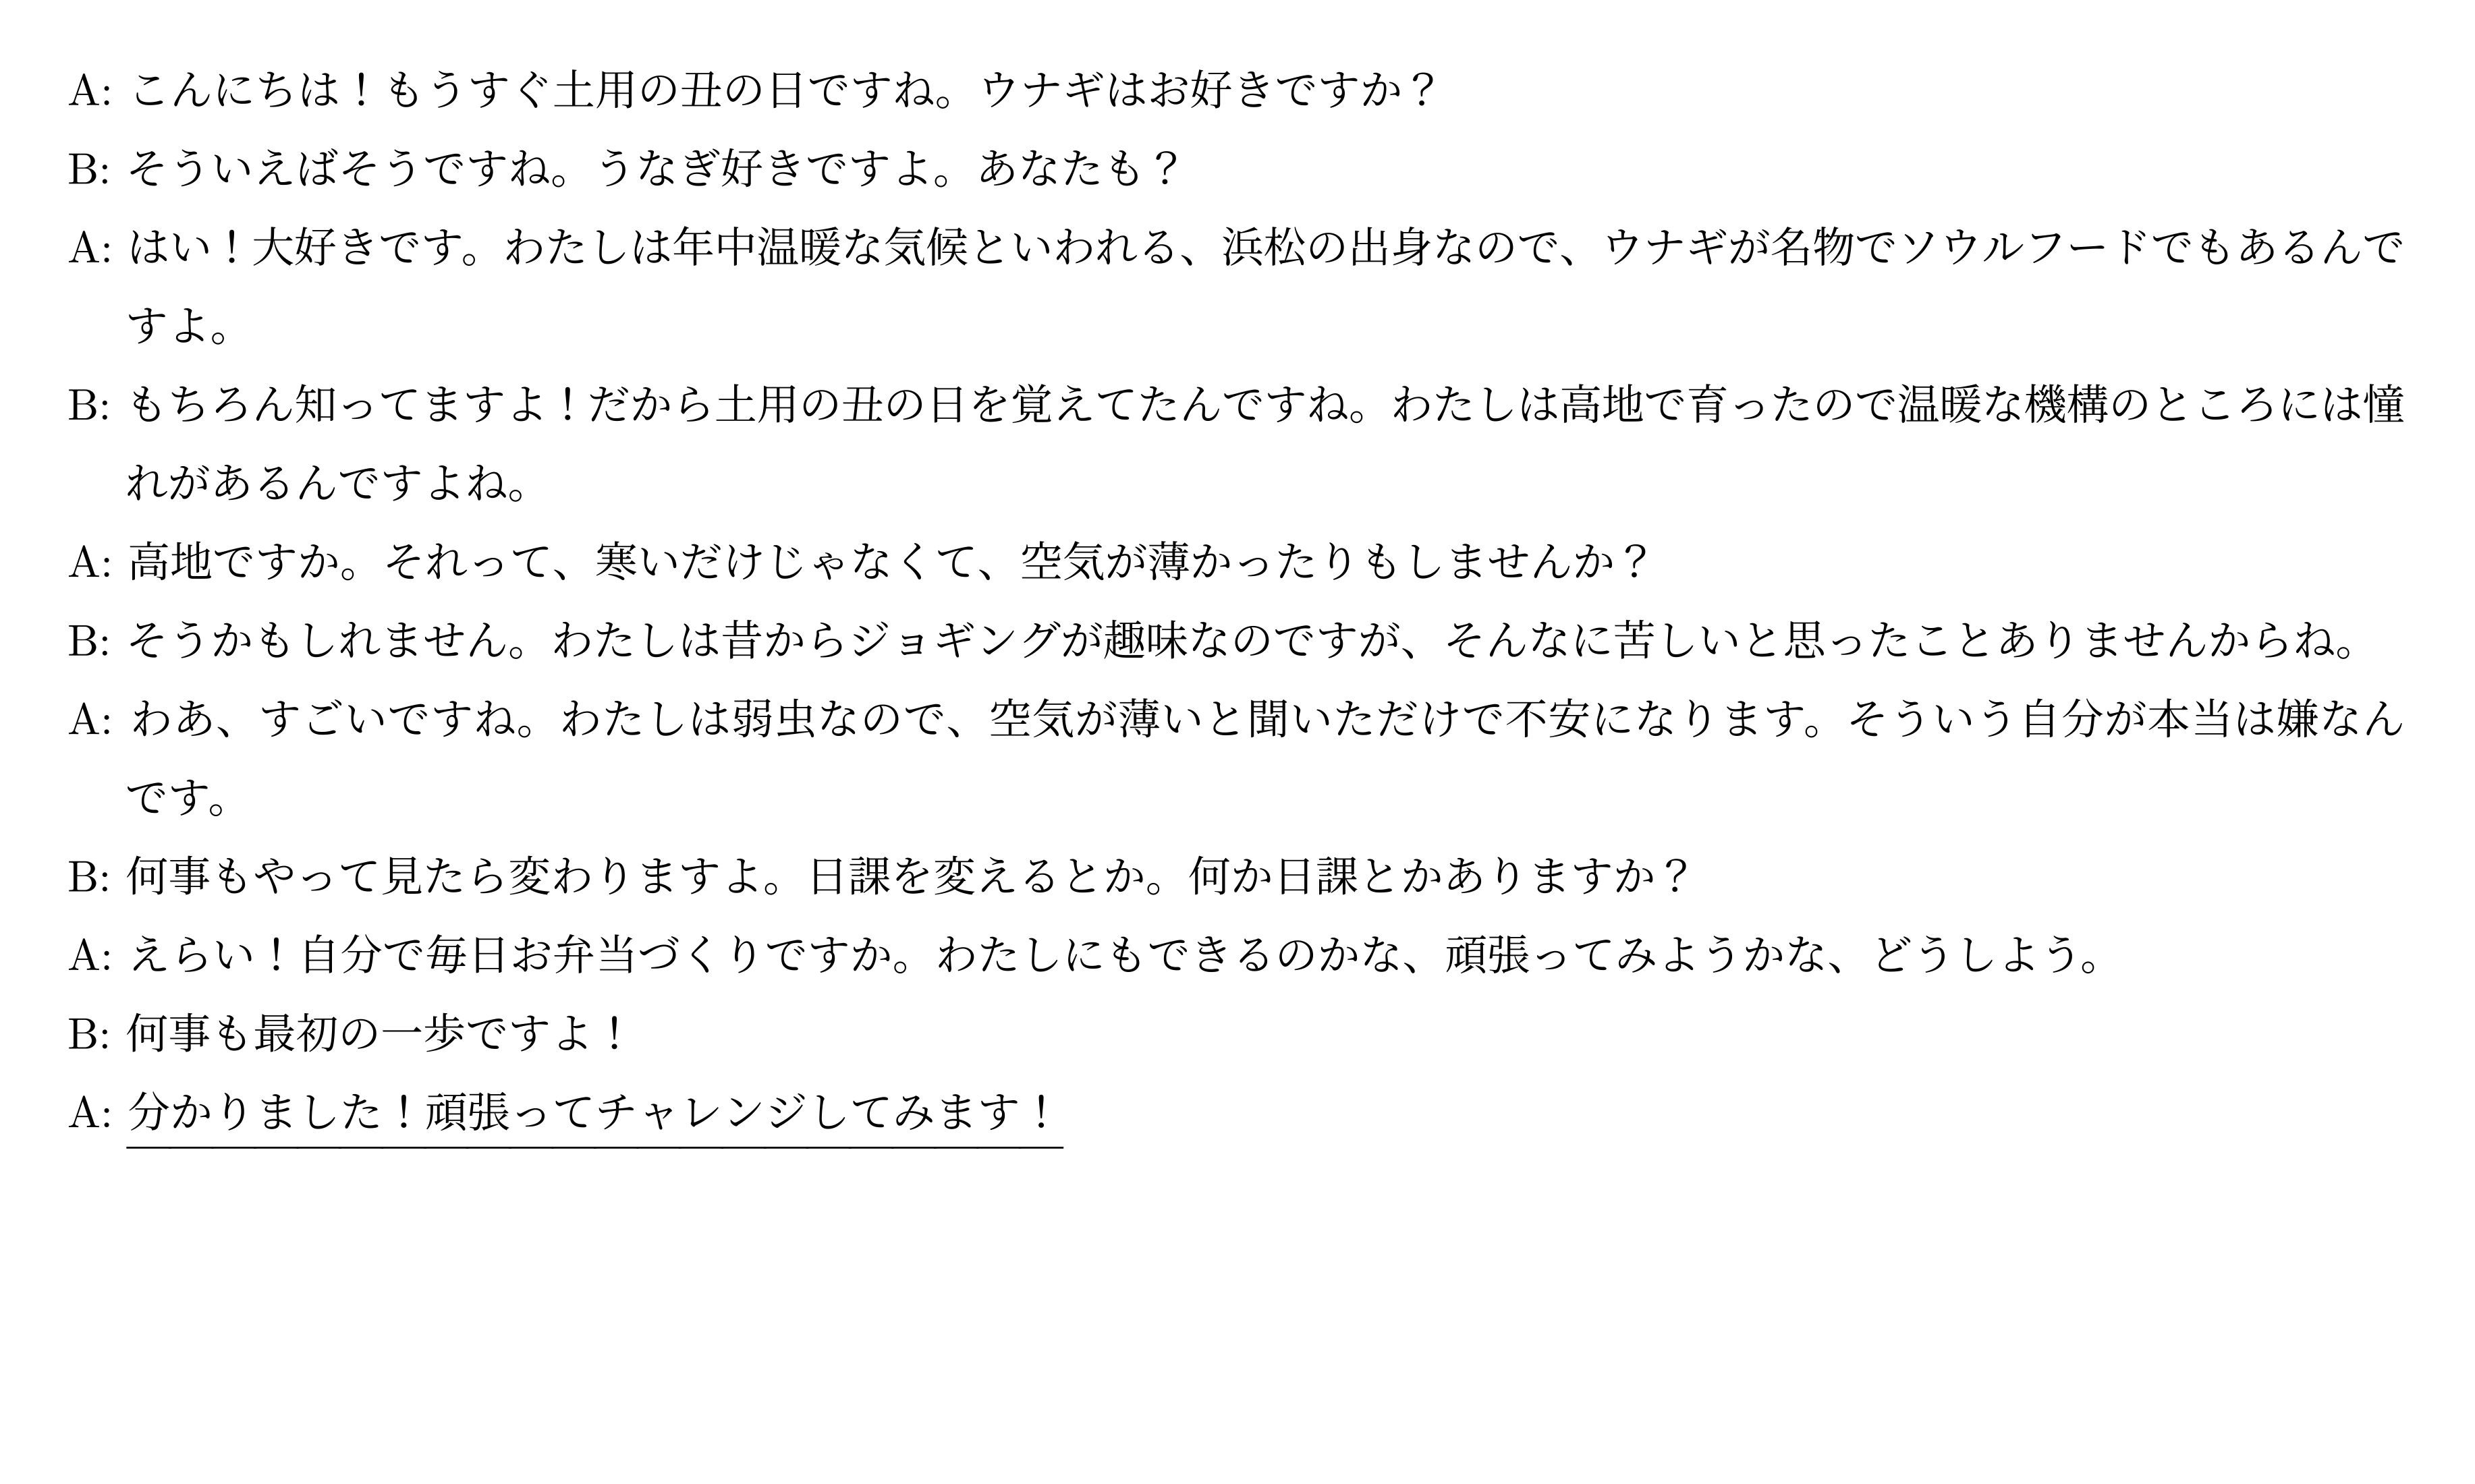 A: こんにちは！もうすぐ土用の丑の日ですね。ウナギはお好きですか？
B: そういえばそうですね。うなぎ好きですよ。あなたも？
A: はい！大好きです。わたしは年中温暖な気候といわれる、浜松の出身なので、ウナギが名物でソウルフードでもあるんで
すよ。
B: もちろん知ってますよ！だから土用の丑の日を覚えてたんですね。わたしは高地で育ったので温暖な機構のところには憧
れがあるんですよね。
A: 高地ですか。それって、寒いだけじゃなくて、空気が薄かったりもしませんか？
B: そうかもしれません。わたしは昔からジョギングが趣味なのですが、そんなに苦しいと思ったことありませんからね。
A: わあ、すごいですね。わたしは弱虫なので、空気が薄いと聞いただけで不安になります。そういう自分が本当は嫌なん
です。
B: 何事もやって見たら変わりますよ。日課を変えるとか。何か日課とかありますか？
A: えらい！自分で毎日お弁当づくりですか。わたしにもできるのかな、頑張ってみようかな、どうしよう。
B: 何事も最初の一歩ですよ！
A: 分かりました！頑張ってチャレンジしてみます！